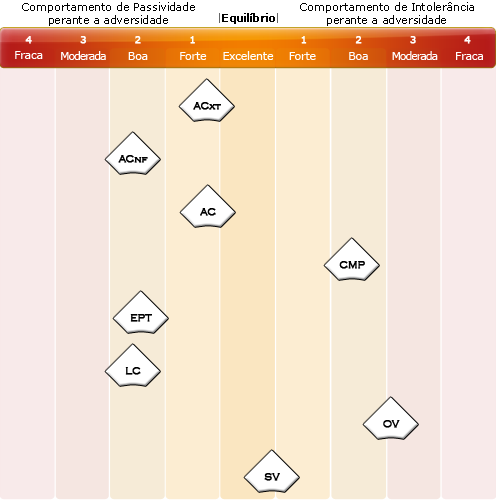 Comportamento de Passividade
perante a adversidade
|Equilíbrio|
Comportamento de Intolerância
perante a adversidade
4 3 2 1 1 2 3 4
Fraca Moderada Boa Forte Excelente Forte Boa Moderada Fraca
ACXT
ACNF
AC
CMP
EPT
LC
OV
SV